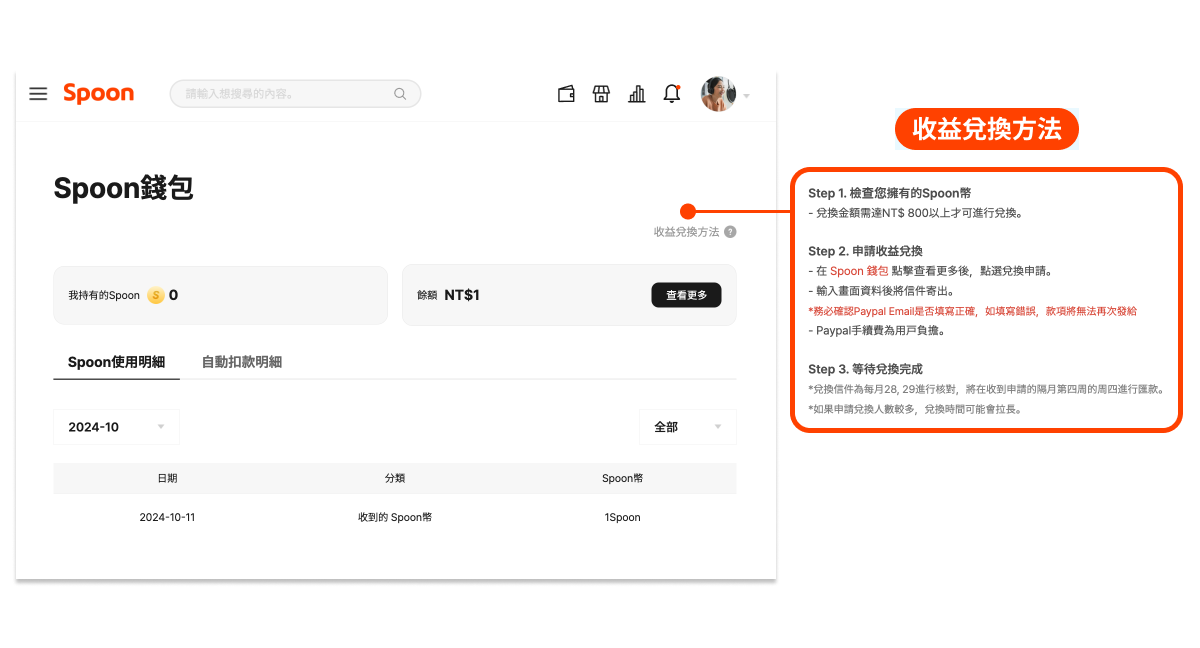 Spoon
請輸入想搜尋的內容。
收益兌換方法
Spoon錢包
收益兌換方法 ?
我持有的Spoon S 0
餘額 NT$1
查看更多
Spoon使用明細
自動扣款明細
2024-10
全部
日期 分類 Spoon幣
2024-10-11 收到的 Spoon幣 1Spoon
Step 1. 檢查您擁有的Spoon幣
- 兌換金額需達NT$ 800以上才可進行兌換。
Step 2. 申請收益兌換
- 在 Spoon 錢包 點擊查看更多後，點選兌換申請。
- 輸入畫面資料後將信件寄出。
*務必確認Paypal Email是否填寫正確，如填寫錯誤，款項將無法再次發給
- Paypal手續費為用戶負擔。
Step 3. 等待兌換完成
*兌換信件為每月28, 29進行核對，將在收到申請的隔月第四周的周四進行匯款。
*如果申請兌換人數較多，兌換時間可能會拉長。